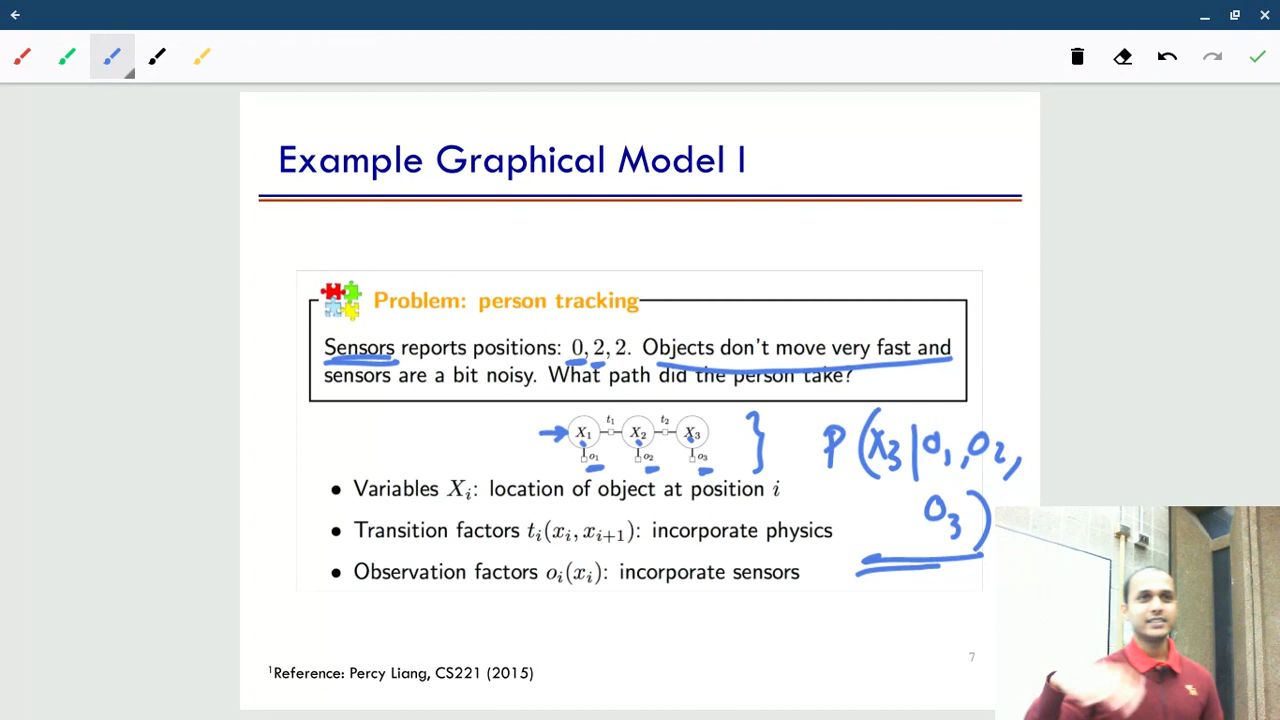 Example Graphical Model I
Problem: person tracking
Sensors reports positions: 0, 2, 2. Objects don't move very fast and
sensors are a bit noisy. What path did the person take?
X₁ t₁ X₂ t₂ X₃
o₁ o₂ o₃
P(X₃|O₁,O₂,
O₃)
• Variables Xᵢ: location of object at position i
• Transition factors tᵢ(xᵢ, xᵢ₊₁): incorporate physics
• Observation factors oᵢ(xᵢ): incorporate sensors
7
¹Reference: Percy Liang, CS221 (2015)